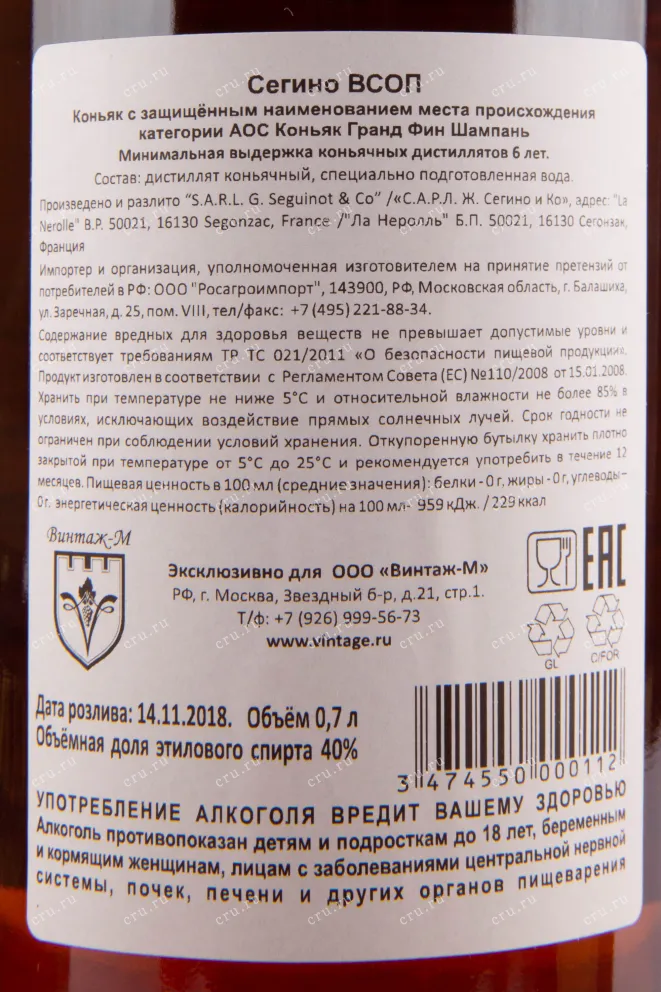 Сегино ВСОП
Коньяк с защищённым наименованием места происхождения
категории АОС Коньяк Гранд Фин Шампань
Минимальная выдержка коньячных дистиллятов 6 лет.
Состав: дистиллят коньячный, специально подготовленная вода.
Произведено и разлито "S.A.R.L. G. Seguinot & Co" /«С.А.Р.Л. Ж. Сегино и Ко», адрес: "La
Nerolle" B.P. 50021, 16130 Segonzac, France /"Ла Неролль" Б.П. 50021, 16130 Сегонзак,
Франция
Импортер и организация, уполномоченная изготовителем на принятие претензий от
потребителей в РФ: ООО "Росагроимпорт", 143900, РФ, Московская область, г. Балашиха,
ул. Заречная, д. 25, пом. VIII, тел/факс: +7 (495) 221-88-34.
Содержание вредных для здоровья веществ не превышает допустимые уровни и
соответствует требованиям ТР ТС 021/2011 «О безопасности пищевой продукции».
Продукт изготовлен в соответствии с Регламентом Совета (ЕС) №110/2008 от 15.01.2008.
Хранить при температуре не ниже 5°С и относительной влажности не более 85% в
условиях, исключающих воздействие прямых солнечных лучей. Срок годности не
ограничен при соблюдении условий хранения. Откупоренную бутылку хранить плотно
закрытой при температуре от 5°С до 25°С и рекомендуется употребить в течение 12
месяцев. Пищевая ценность в 100 мл (средние значения): белки - 0 г, жиры - 0 г, углеводы–
0 г. энергетическая ценность (калорийность) на 100 мл- 959 кДж. / 229 ккал
Винтаж-М
Эксклюзивно для ООО «Винтаж-М»
РФ, г. Москва, Звездный б-р, д.21, стр.1.
Т/ф: +7 (926) 999-56-73
www.vintage.ru
EAC
GL
C/FOR
Дата розлива: 14.11.2018. Объём 0,7 л
Объёмная доля этилового спирта 40%
3 474550 000112
УПОТРЕБЛЕНИЕ АЛКОГОЛЯ ВРЕДИТ ВАШЕМУ ЗДОРОВЬЮ
Алкоголь противопоказан детям и подросткам до 18 лет, беременным
и кормящим женщинам, лицам с заболеваниями центральной нервной
системы, почек, печени и других органов пищеварения